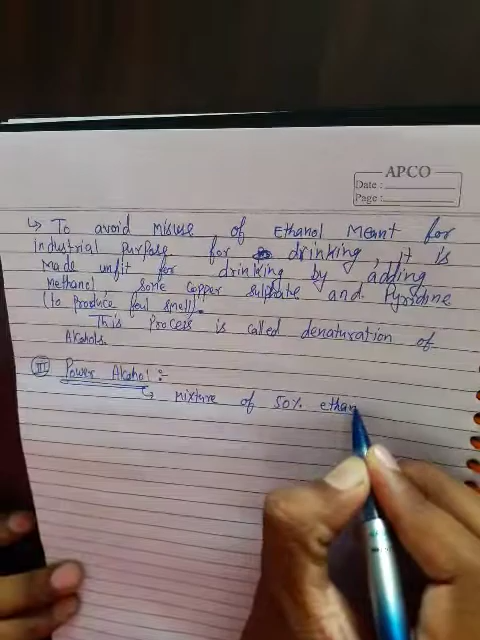 APCO
Date :
Page :
↳ To avoid misuse of Ethanol Meant for
industrial purpose for drinking, it is
made unfit for drinking by adding
methanol, some copper sulphate and Pyridine
(to produce foul smell).
This Process is called denaturation of
Alcohols.
(III) Power Alcohol :-
↳ mixture of 50% ethan